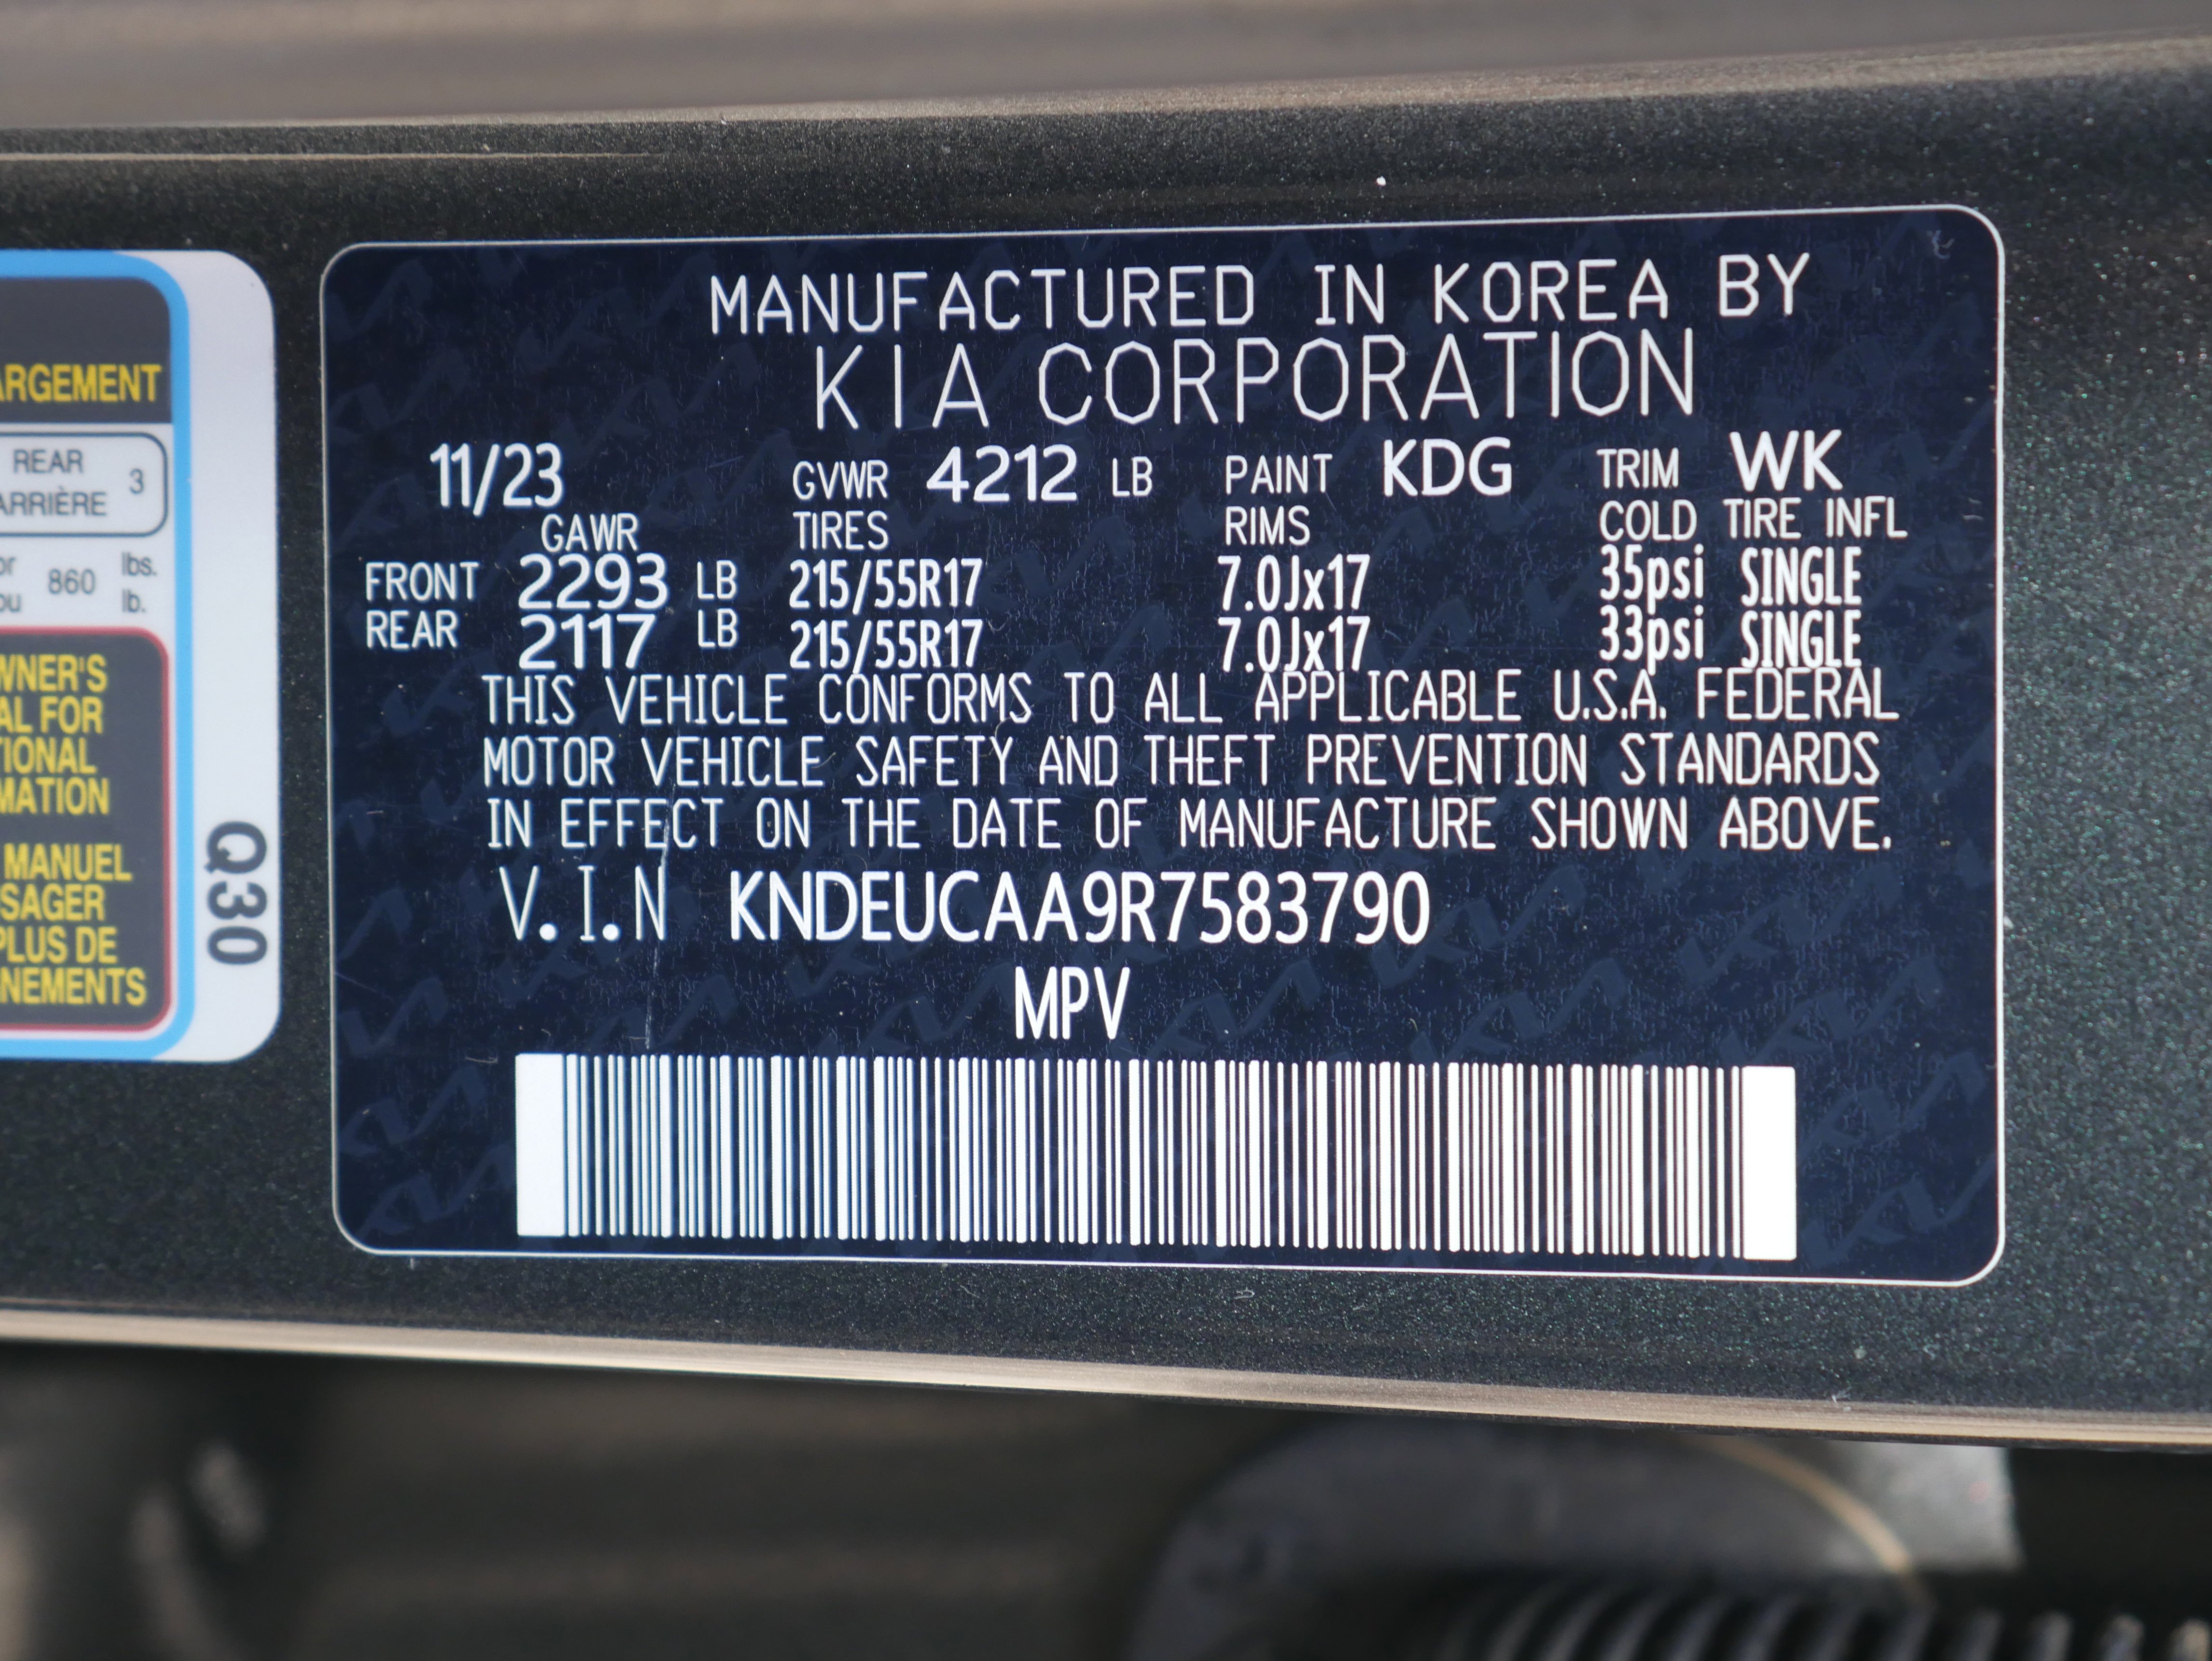 MANUFACTURED IN KOREA BY
KIA CORPORATION
11/23 GVWR 4212 LB PAINT KDG TRIM WK
GAWR TIRES RIMS COLD TIRE INFL
FRONT 2293 LB 215/55R17 7.0Jx17 35psi SINGLE
REAR 2117 LB 215/55R17 7.0Jx17 33psi SINGLE
THIS VEHICLE CONFORMS TO ALL APPLICABLE U.S.A. FEDERAL
MOTOR VEHICLE SAFETY AND THEFT PREVENTION STANDARDS
IN EFFECT ON THE DATE OF MANUFACTURE SHOWN ABOVE.
V.I.N KNDEUCAA9R7583790
MPV
ARGEMENT
REAR 3
ARRIÈRE
or 860 lbs.
ou lb.
WNER'S
AL FOR
TIONAL
MATION
MANUEL
SAGER
PLUS DE
NEMENTS
Q30